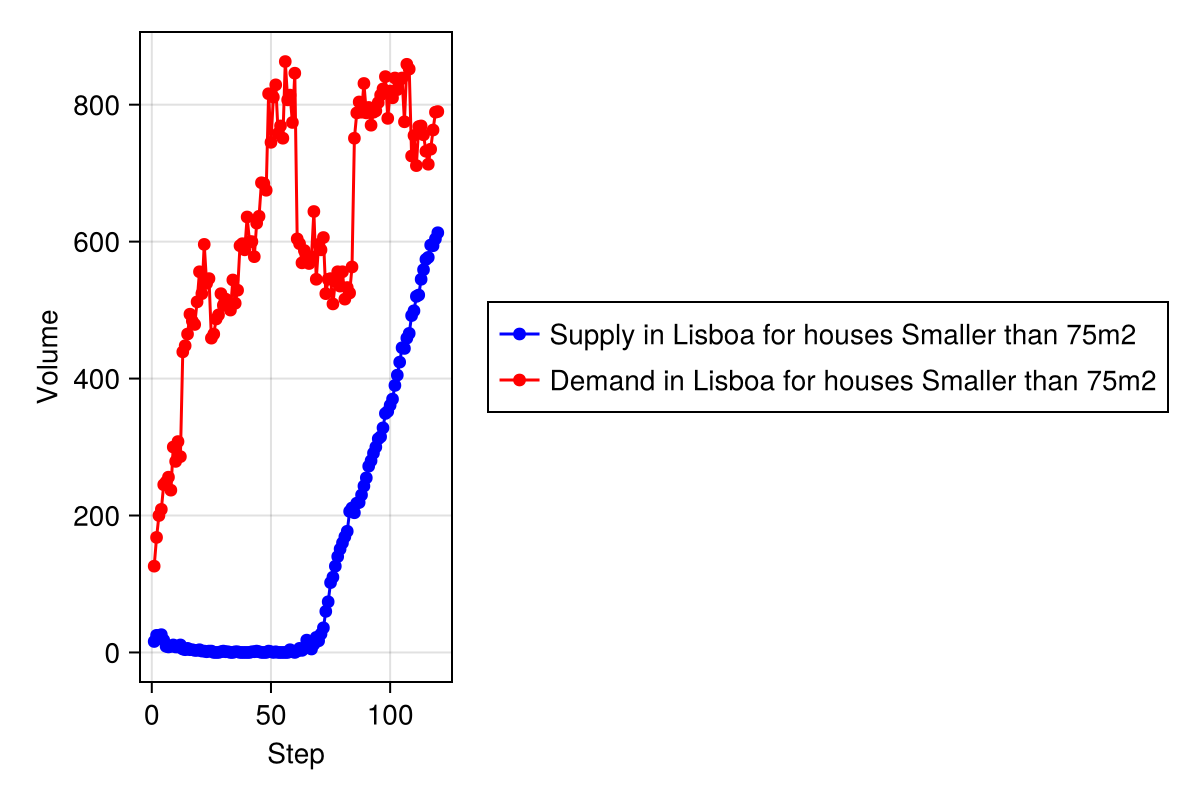 800
600
400
200
0
Volume
0 50 100
Step
Supply in Lisboa for houses Smaller than 75m2
Demand in Lisboa for houses Smaller than 75m2